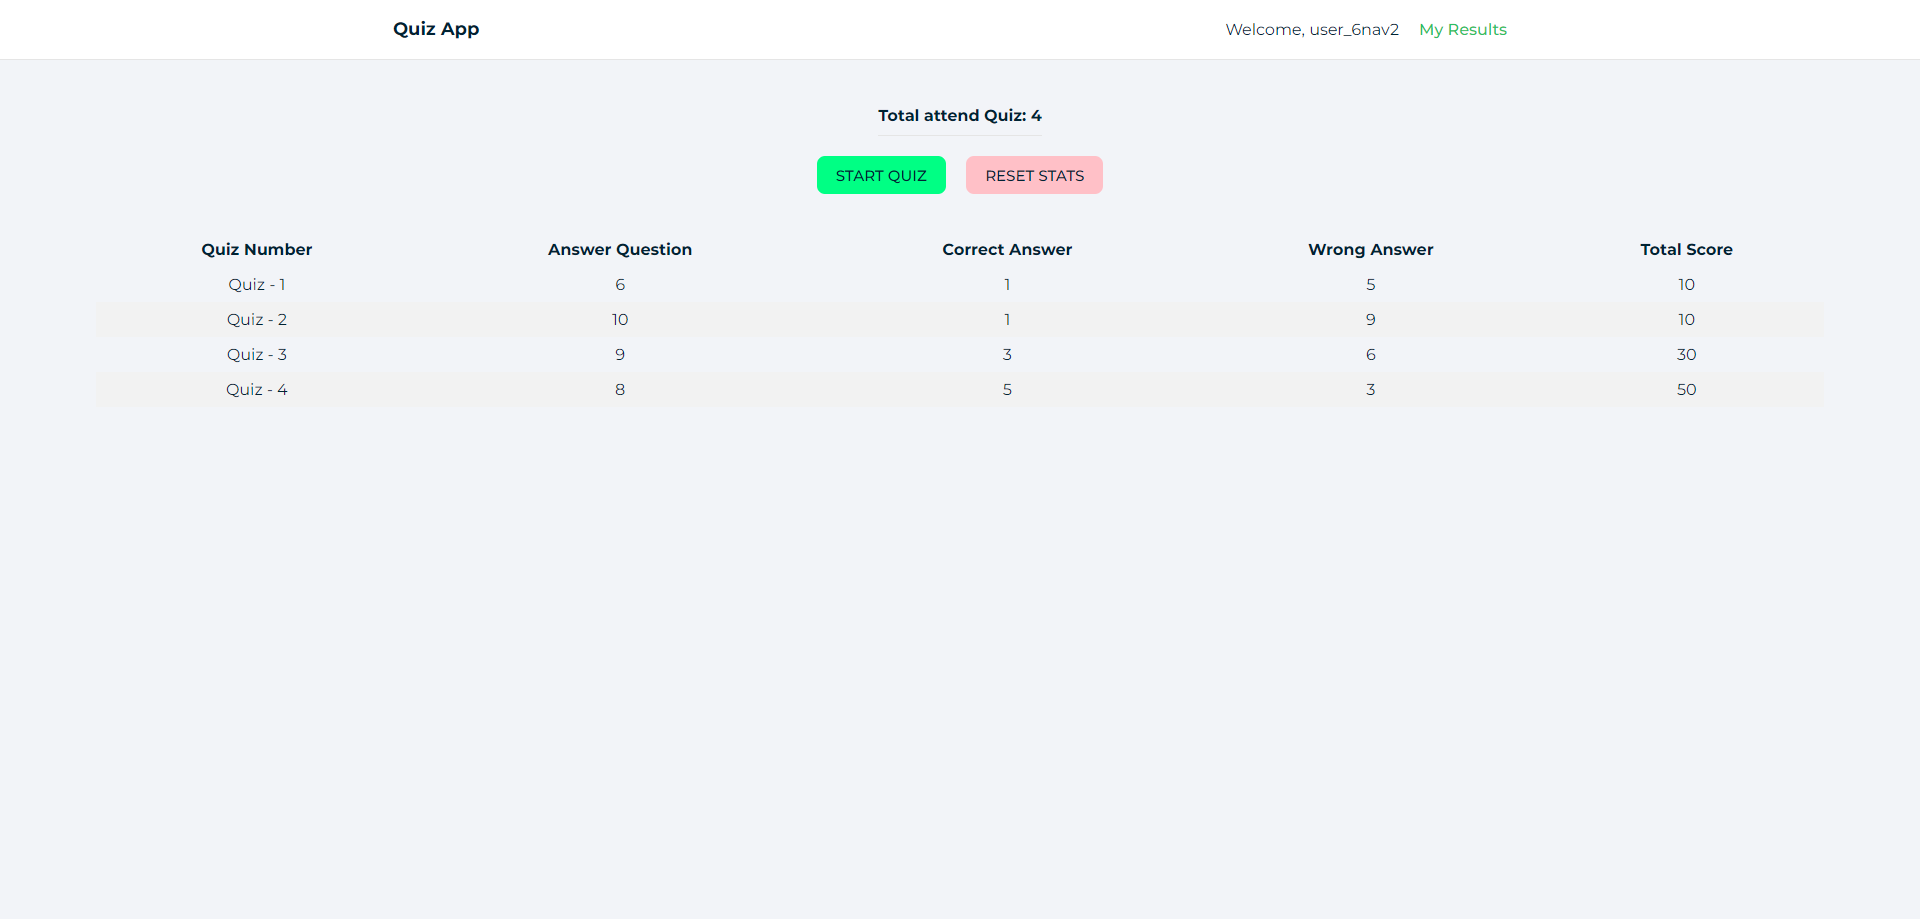 Quiz App Welcome, user_6nav2 My Results
Total attend Quiz: 4
START QUIZ RESET STATS
Quiz Number Answer Question Correct Answer Wrong Answer Total Score
Quiz - 1 6 1 5 10
Quiz - 2 10 1 9 10
Quiz - 3 9 3 6 30
Quiz - 4 8 5 3 50